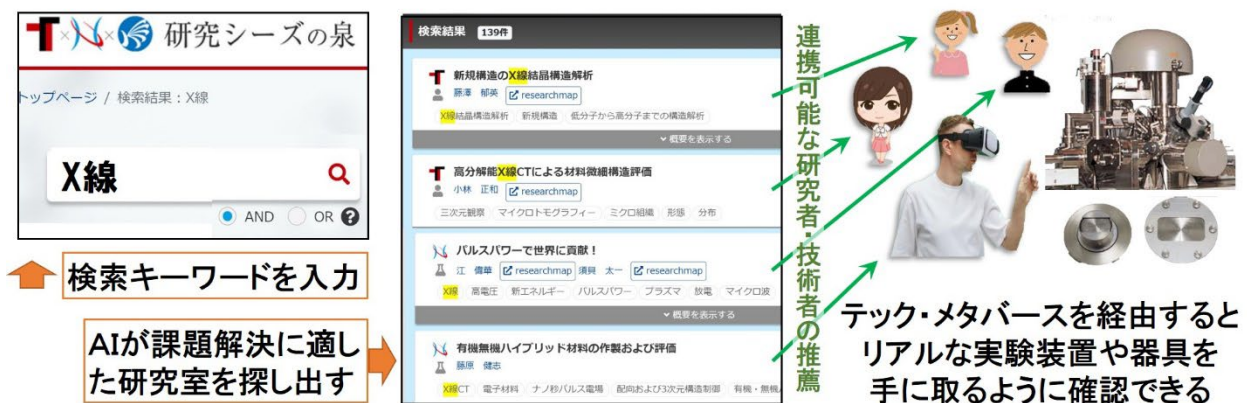 T×N× 研究シーズの泉
トップページ / 検索結果：X線
X線
AND OR ?
検索キーワードを入力
AIが課題解決に適し
た研究室を探し出す
検索結果 139件
新規構造のX線結晶構造解析
藤澤 郁英 researchmap
X線結晶構造解析 新規構造 低分子から高分子までの構造解析
概要を表示する
高分解能X線CTによる材料微細構造評価
小林 正和 researchmap
三次元観察 マイクロトモグラフィー ミクロ組織 形態 分布
パルスパワーで世界に貢献！
江 偉華 researchmap 須貝 太一 researchmap
X線 高電圧 新エネルギー パルスパワー プラズマ 放電 マイクロ波
概要を表示する
有機無機ハイブリッド材料の作製および評価
藤原 健志
X線CT 電子材料 ナノ秒パルス電場 配向および3次元構造制御 有機・無機
連携可能な研究者・技術者の推薦
テック・メタバースを経由すると
リアルな実験装置や器具を
手に取るように確認できる